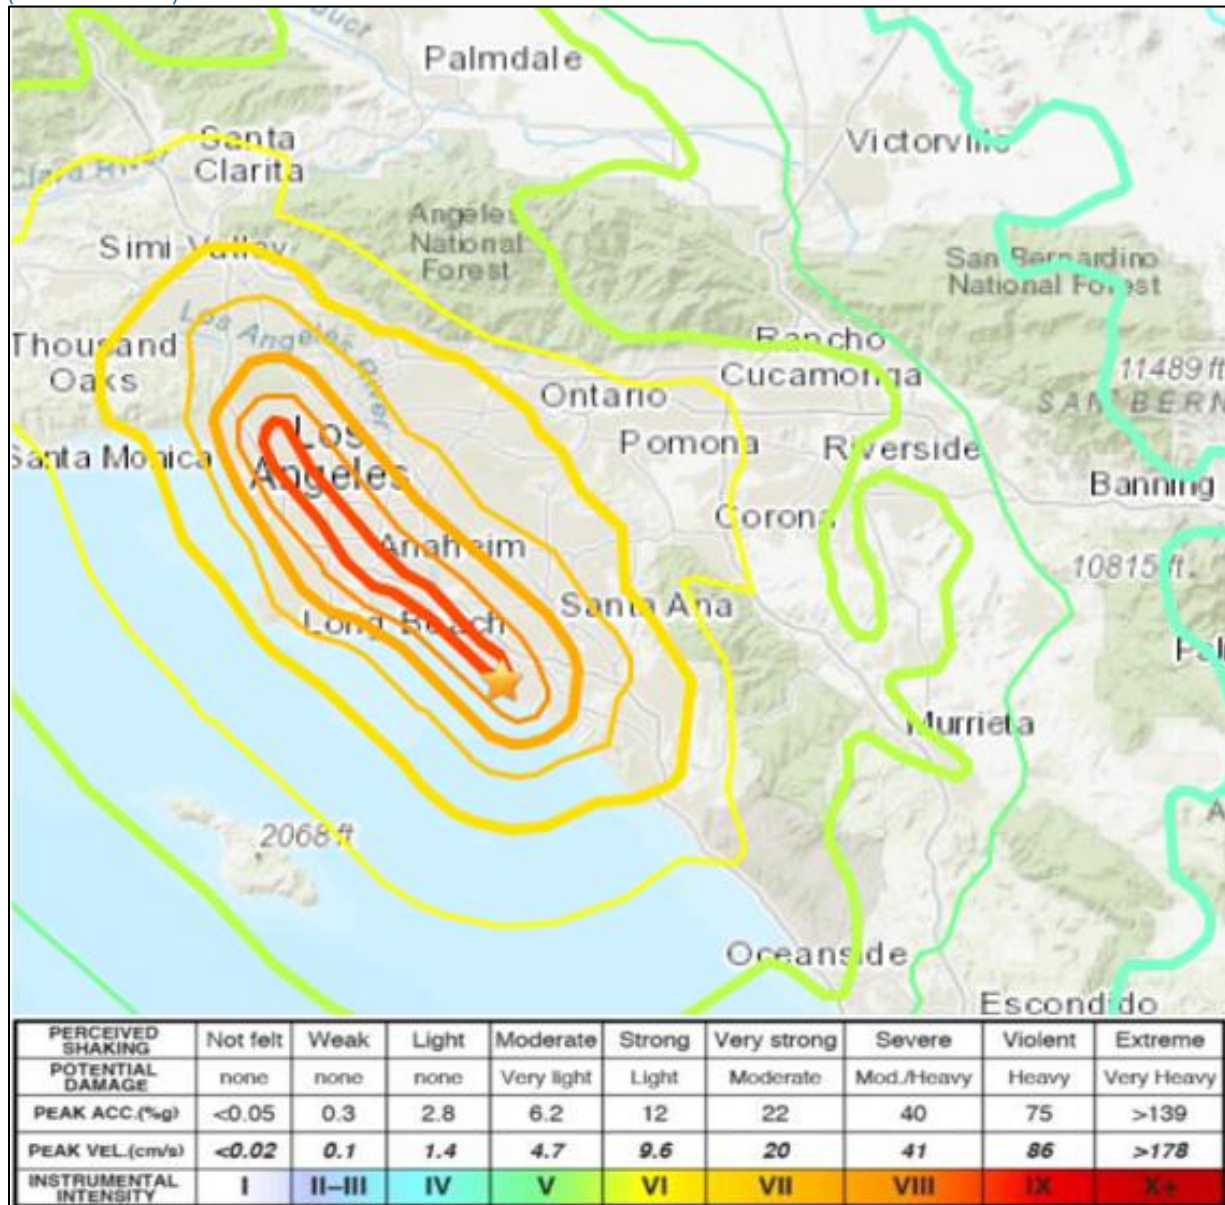 Palmdale
Santa
Clarita
Victorville
Angeles
National
Forest
Simi Valley
San Bernardino
National Forest
Los Angeles River
Thousand
Oaks
Rancho
Cucamonga
11489 ft
Ontario
SAN BERN
Santa Monica
Los
Angeles
Pomona
Riverside
Banning
Corona
Anaheim
10815 ft.
Santa Ana
Long Beach
Murrieta
2068 ft
Oceanside
Escondido
PERCEIVED SHAKING Not felt Weak Light Moderate Strong Very strong Severe Violent Extreme
POTENTIAL DAMAGE none none none Very light Light Moderate Mod./Heavy Heavy Very Heavy
PEAK ACC.(%g) <0.05 0.3 2.8 6.2 12 22 40 75 >139
PEAK VEL.(cm/s) <0.02 0.1 1.4 4.7 9.6 20 41 86 >178
INSTRUMENTAL INTENSITY I II–III IV V VI VII VIII IX X+